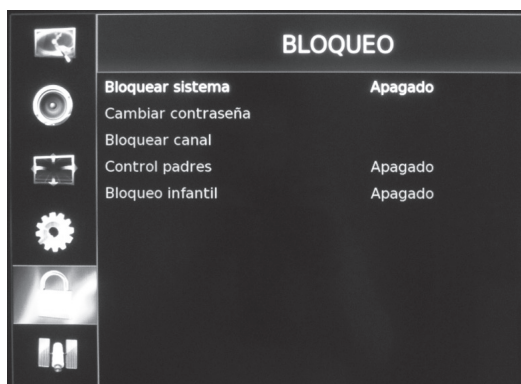 BLOQUEO
Bloquear sistema Apagado
Cambiar contraseña
Bloquear canal
Control padres Apagado
Bloqueo infantil Apagado